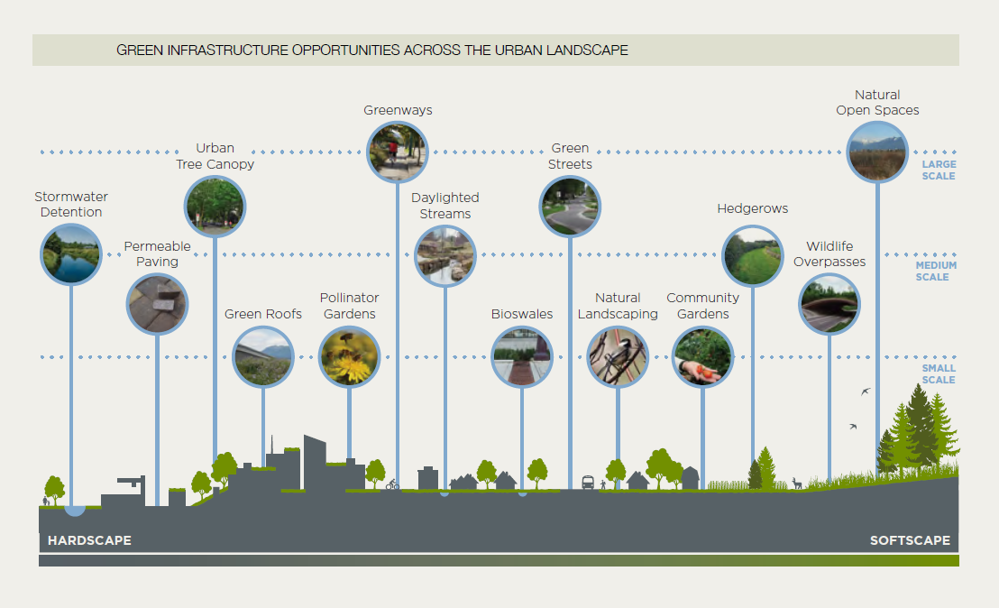 GREEN INFRASTRUCTURE OPPORTUNITIES ACROSS THE URBAN LANDSCAPE
Natural
Open Spaces
Greenways
Urban
Tree Canopy
Green
Streets
LARGE
SCALE
Stormwater
Detention
Daylighted
Streams
Hedgerows
Permeable
Paving
Wildlife
Overpasses
MEDIUM
SCALE
Green Roofs
Pollinator
Gardens
Bioswales
Natural
Landscaping
Community
Gardens
SMALL
SCALE
HARDSCAPE
SOFTSCAPE